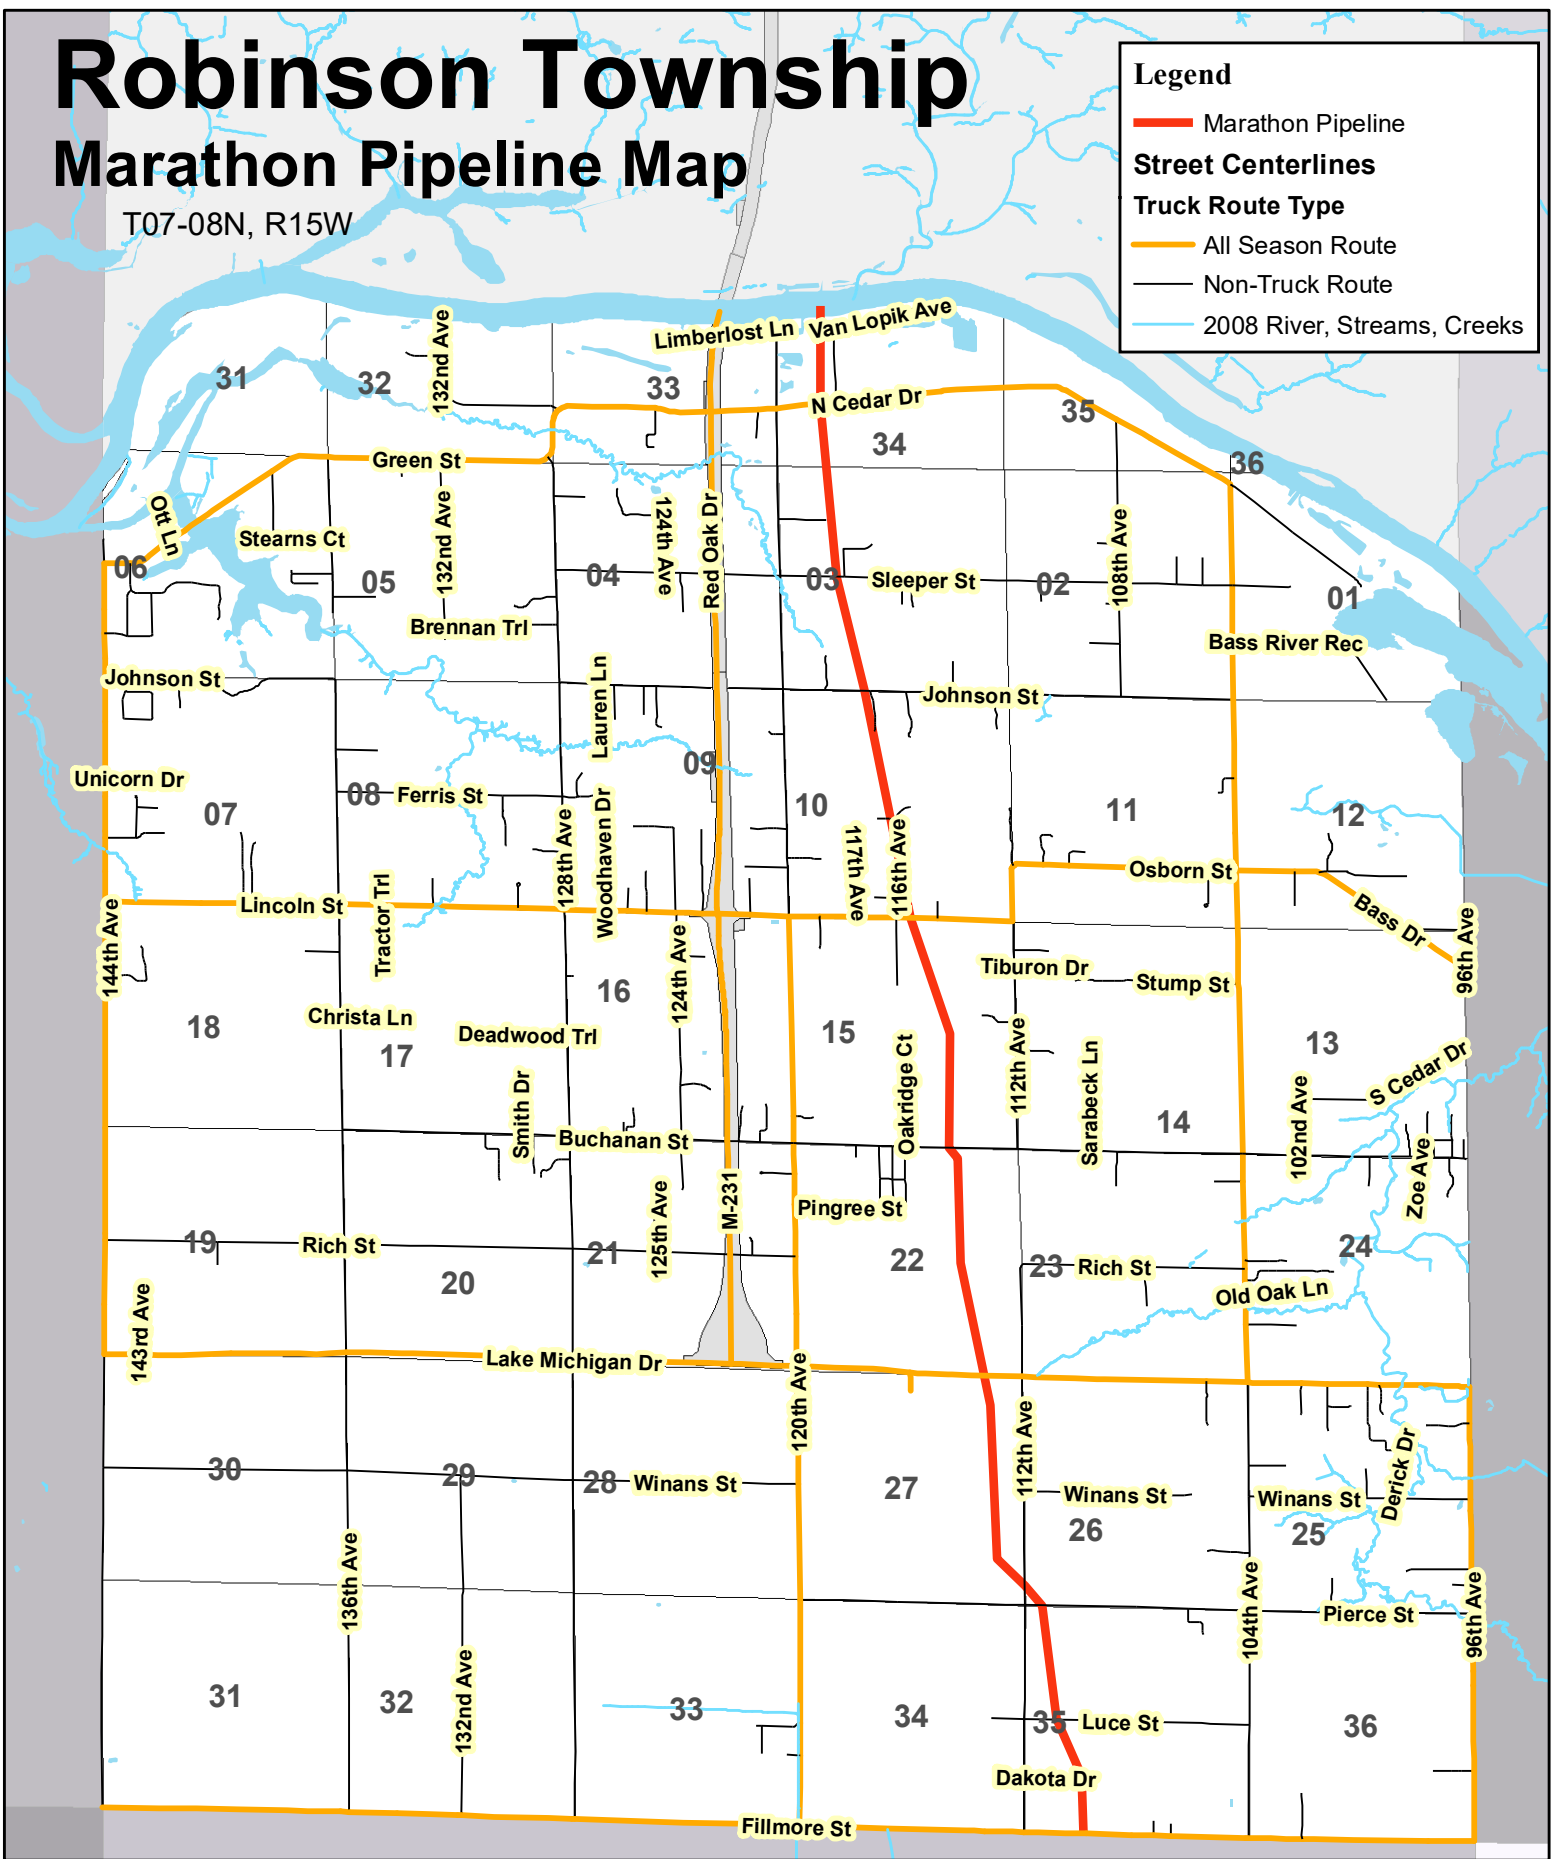 Robinson Township
Marathon Pipeline Map
T07-08N, R15W
Legend
Marathon Pipeline
Street Centerlines
Truck Route Type
All Season Route
Non-Truck Route
2008 River, Streams, Creeks
Limberlost Ln
Van Lopik Ave
132nd Ave
31
32
33
N Cedar Dr
35
34
Green St
36
Ott Ln
Stearns Ct
132nd Ave
124th Ave
Red Oak Dr
108th Ave
06
05
04
03
Sleeper St
02
01
Brennan Trl
Bass River Rec
Johnson St
Lauren Ln
Johnson St
Unicorn Dr
09
07
08
Ferris St
128th Ave
Woodhaven Dr
10
117th Ave
116th Ave
11
12
Osborn St
Lincoln St
Tractor Trl
144th Ave
Bass Dr
96th Ave
124th Ave
Tiburon Dr
Stump St
16
18
Christa Ln
17
Deadwood Trl
15
13
Smith Dr
Oakridge Ct
112th Ave
Sarabeck Ln
102nd Ave
S Cedar Dr
14
Buchanan St
Zoe Ave
M-231
125th Ave
Pingree St
19
Rich St
21
20
22
23
Rich St
24
Old Oak Ln
143rd Ave
Lake Michigan Dr
120th Ave
112th Ave
Derick Dr
30
29
28
Winans St
27
Winans St
Winans St
26
25
136th Ave
104th Ave
96th Ave
Pierce St
132nd Ave
31
32
33
34
35
Luce St
36
Dakota Dr
Fillmore St